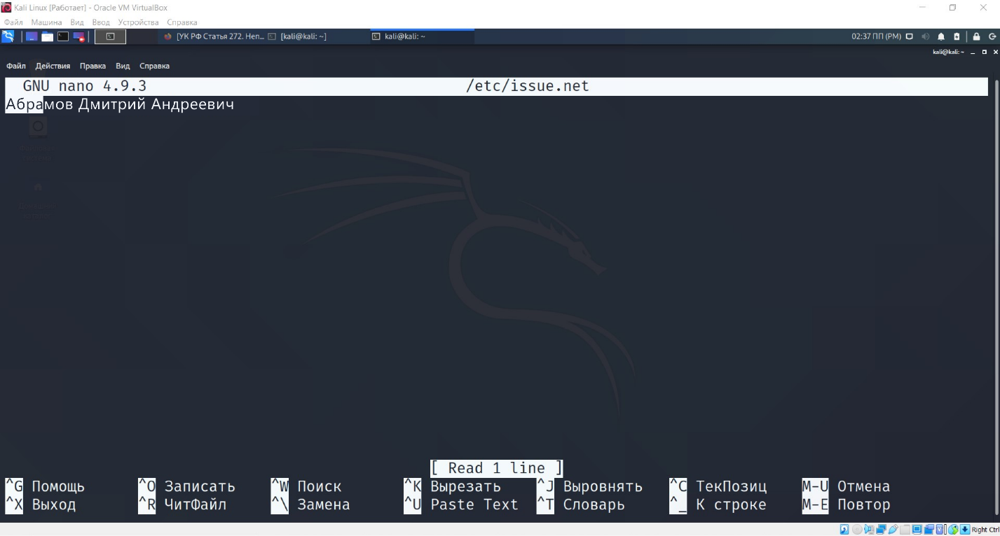 Kali Linux [Работает] - Oracle VM VirtualBox
Файл Машина Вид Ввод Устройства Справка
[УК РФ Статья 272. Неп... [kali@kali: ~] kali@kali: ~ 02:37 ПП (PM)
kali@kali: ~
Файл Действия Правка Вид Справка
GNU nano 4.9.3 /etc/issue.net
Абрамов Дмитрий Андреевич
[ Read 1 line ]
^G Помощь ^O Записать ^W Поиск ^K Вырезать ^J Выровнять ^C ТекПозиц M-U Отмена
^X Выход ^R ЧитФайл ^\ Замена ^U Paste Text ^T Словарь ^_ К строке M-E Повтор
Right Ctrl